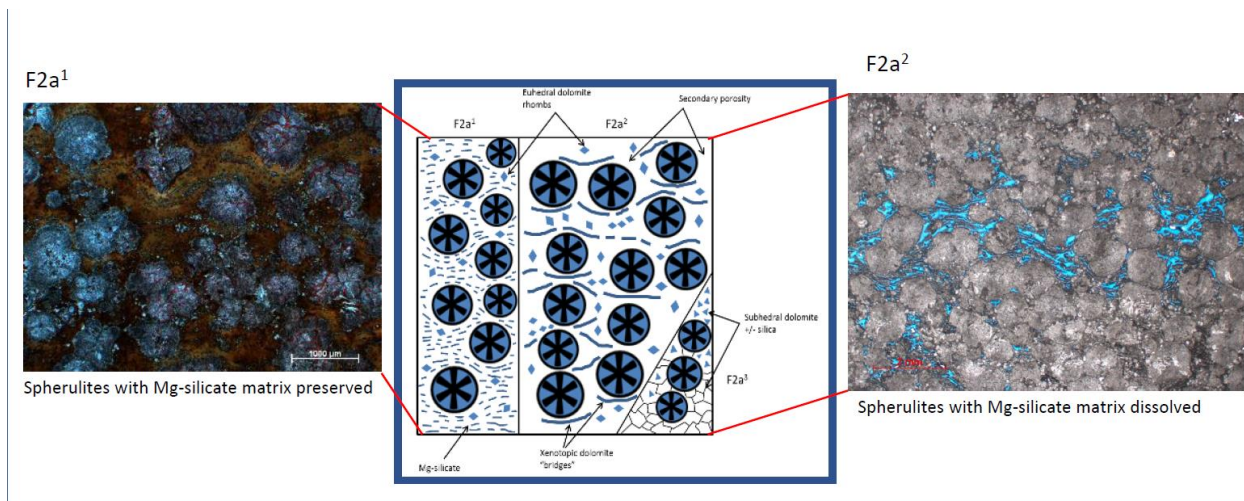 F2a¹
Spherulites with Mg-silicate matrix preserved
1000 µm
Euhedral dolomite
rhombs
Secondary porosity
F2a¹
F2a²
Subhedral dolomite
+/- silica
F2a³
Mg-silicate
Xenotopic dolomite
"bridges"
F2a²
Spherulites with Mg-silicate matrix dissolved